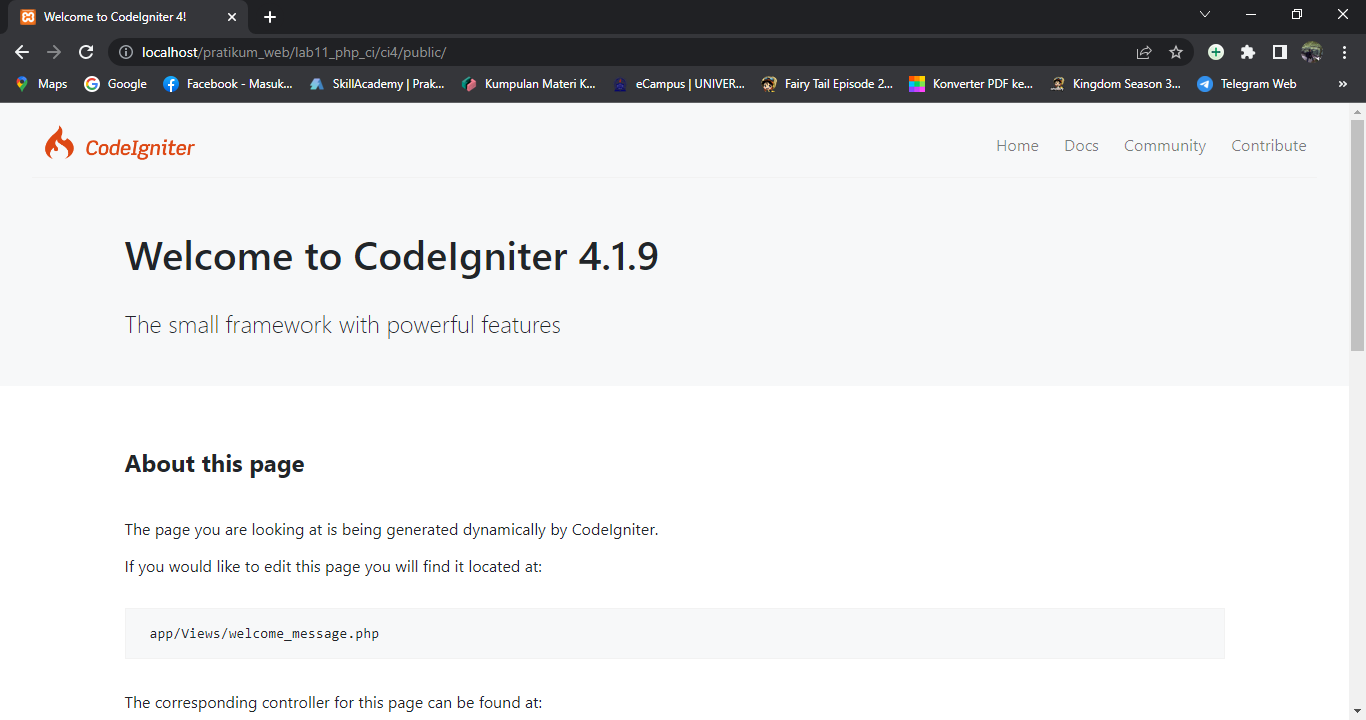 Welcome to CodeIgniter 4!
localhost/pratikum_web/lab11_php_ci/ci4/public/
Maps Google Facebook - Masuk... SkillAcademy | Prak... Kumpulan Materi K... eCampus | UNIVER... Fairy Tail Episode 2... Konverter PDF ke... Kingdom Season 3... Telegram Web »
CodeIgniter Home Docs Community Contribute
Welcome to CodeIgniter 4.1.9
The small framework with powerful features
About this page
The page you are looking at is being generated dynamically by CodeIgniter.
If you would like to edit this page you will find it located at:
app/Views/welcome_message.php
The corresponding controller for this page can be found at: